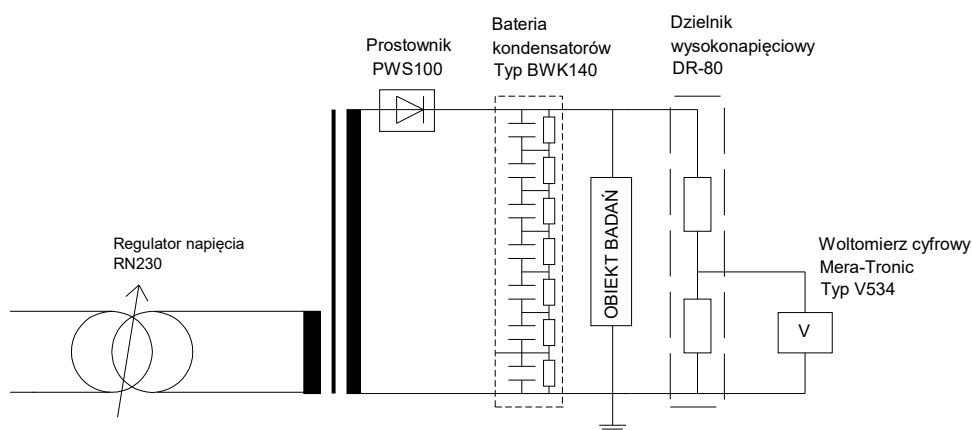 Bateria
kondensatorów
Typ BWK140
Dzielnik
wysokonapięciowy
DR-80
Prostownik
PWS100
Regulator napięcia
RN230
OBIEKT BADAŃ
Woltomierz cyfrowy
Mera-Tronic
Typ V534
V